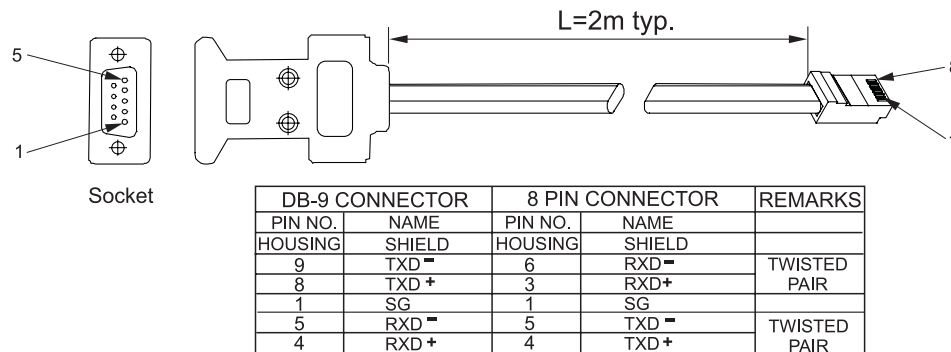 L=2m typ.
5
1
8
Socket
DB-9 CONNECTOR 8 PIN CONNECTOR REMARKS
PIN NO. NAME PIN NO. NAME
HOUSING SHIELD HOUSING SHIELD
9 TXD - 6 RXD - TWISTED
8 TXD + 3 RXD+ PAIR
1 SG 1 SG
5 RXD - 5 TXD - TWISTED
4 RXD + 4 TXD + PAIR